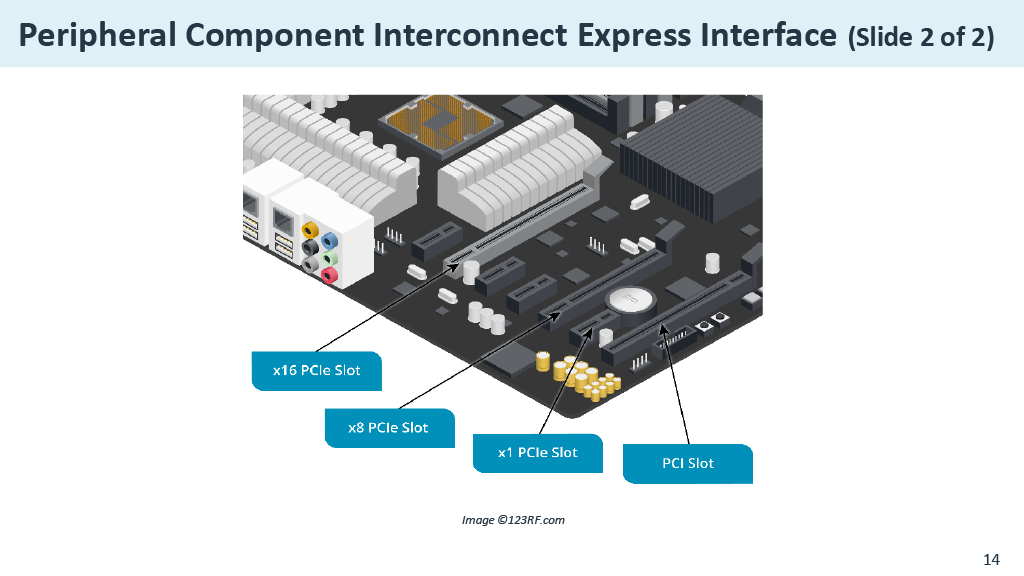 Peripheral Component Interconnect Express Interface (Slide 2 of 2)
x16 PCIe Slot
x8 PCIe Slot
x1 PCIe Slot
PCI Slot
Image ©123RF.com
14